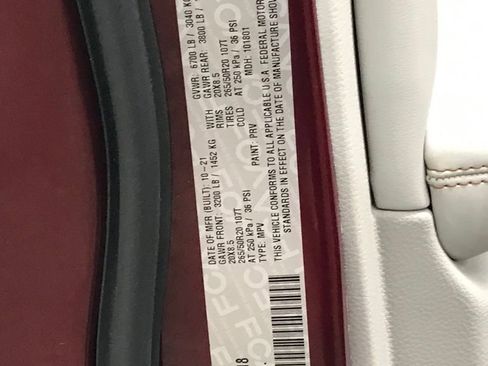 DATE OF MFR (BUILT): 10-21 GVWR: 6700 LB / 3040 KG
GAWR FRONT: 3200 LB / 1452 KG WITH GAWR REAR: 3800 LB /
20X8.5 RIMS 20X8.5
265/50R20 107T TIRES 265/50R20 107T
AT 250 kPa / 36 PSI COLD AT 250 kPa / 36 PSI
TYPE: MPV PAINT: PRV MDH: 101801
THIS VEHICLE CONFORMS TO ALL APPLICABLE U.S.A. FEDERAL MOTOR
STANDARDS IN EFFECT ON THE DATE OF MANUFACTURE SHOW